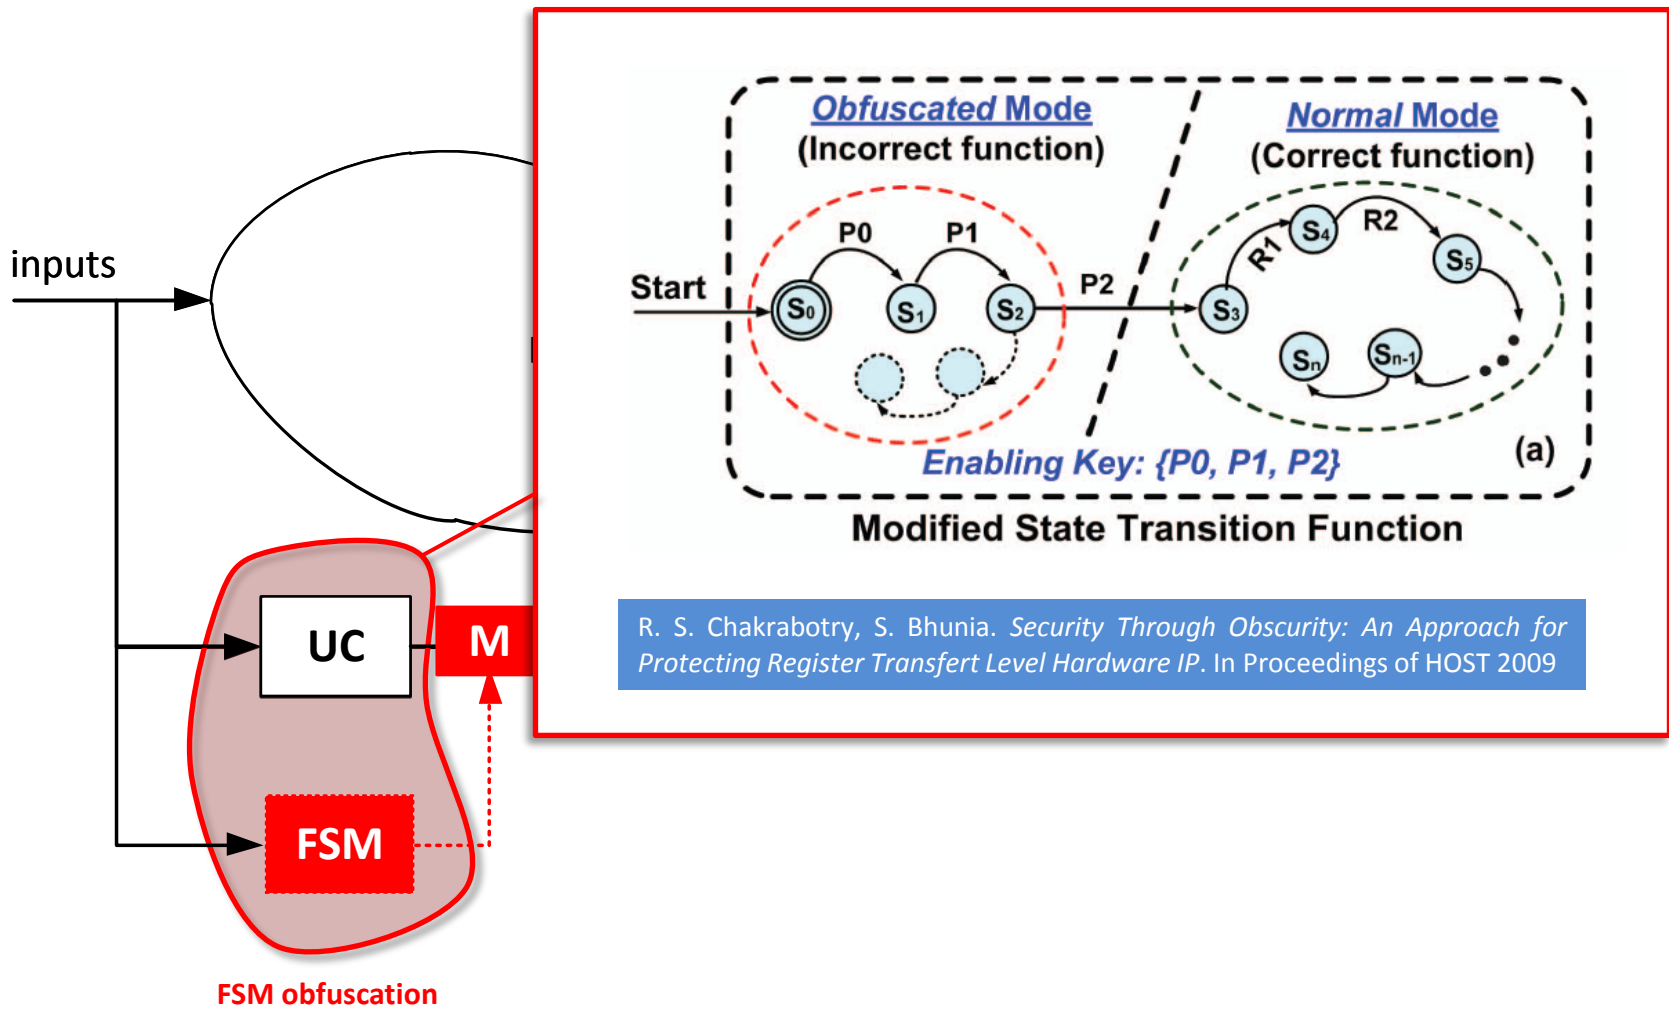 Obfuscated Mode
(Incorrect function)
Normal Mode
(Correct function)
inputs
Start
P0
P1
P2
R1
R2
S0
S1
S2
S3
S4
S5
Sn
Sn-1
Enabling Key: {P0, P1, P2}
(a)
Modified State Transition Function
R. S. Chakrabotry, S. Bhunia. Security Through Obscurity: An Approach for
Protecting Register Transfert Level Hardware IP. In Proceedings of HOST 2009
UC
M
FSM
FSM obfuscation